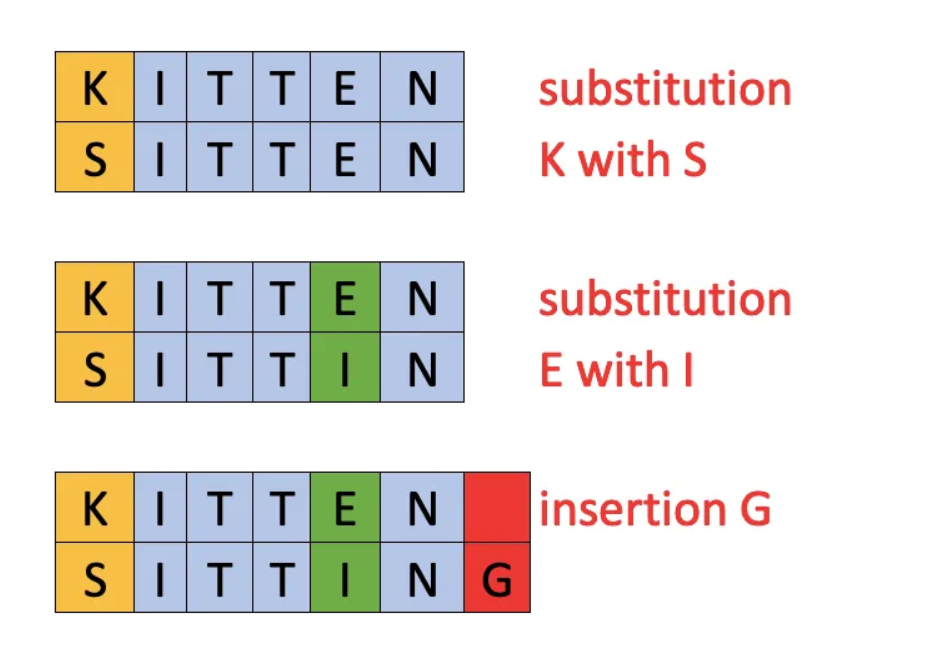 K I T T E N substitution
S I T T E N K with S
K I T T E N substitution
S I T T I N E with I
K I T T E N insertion G
S I T T I N G